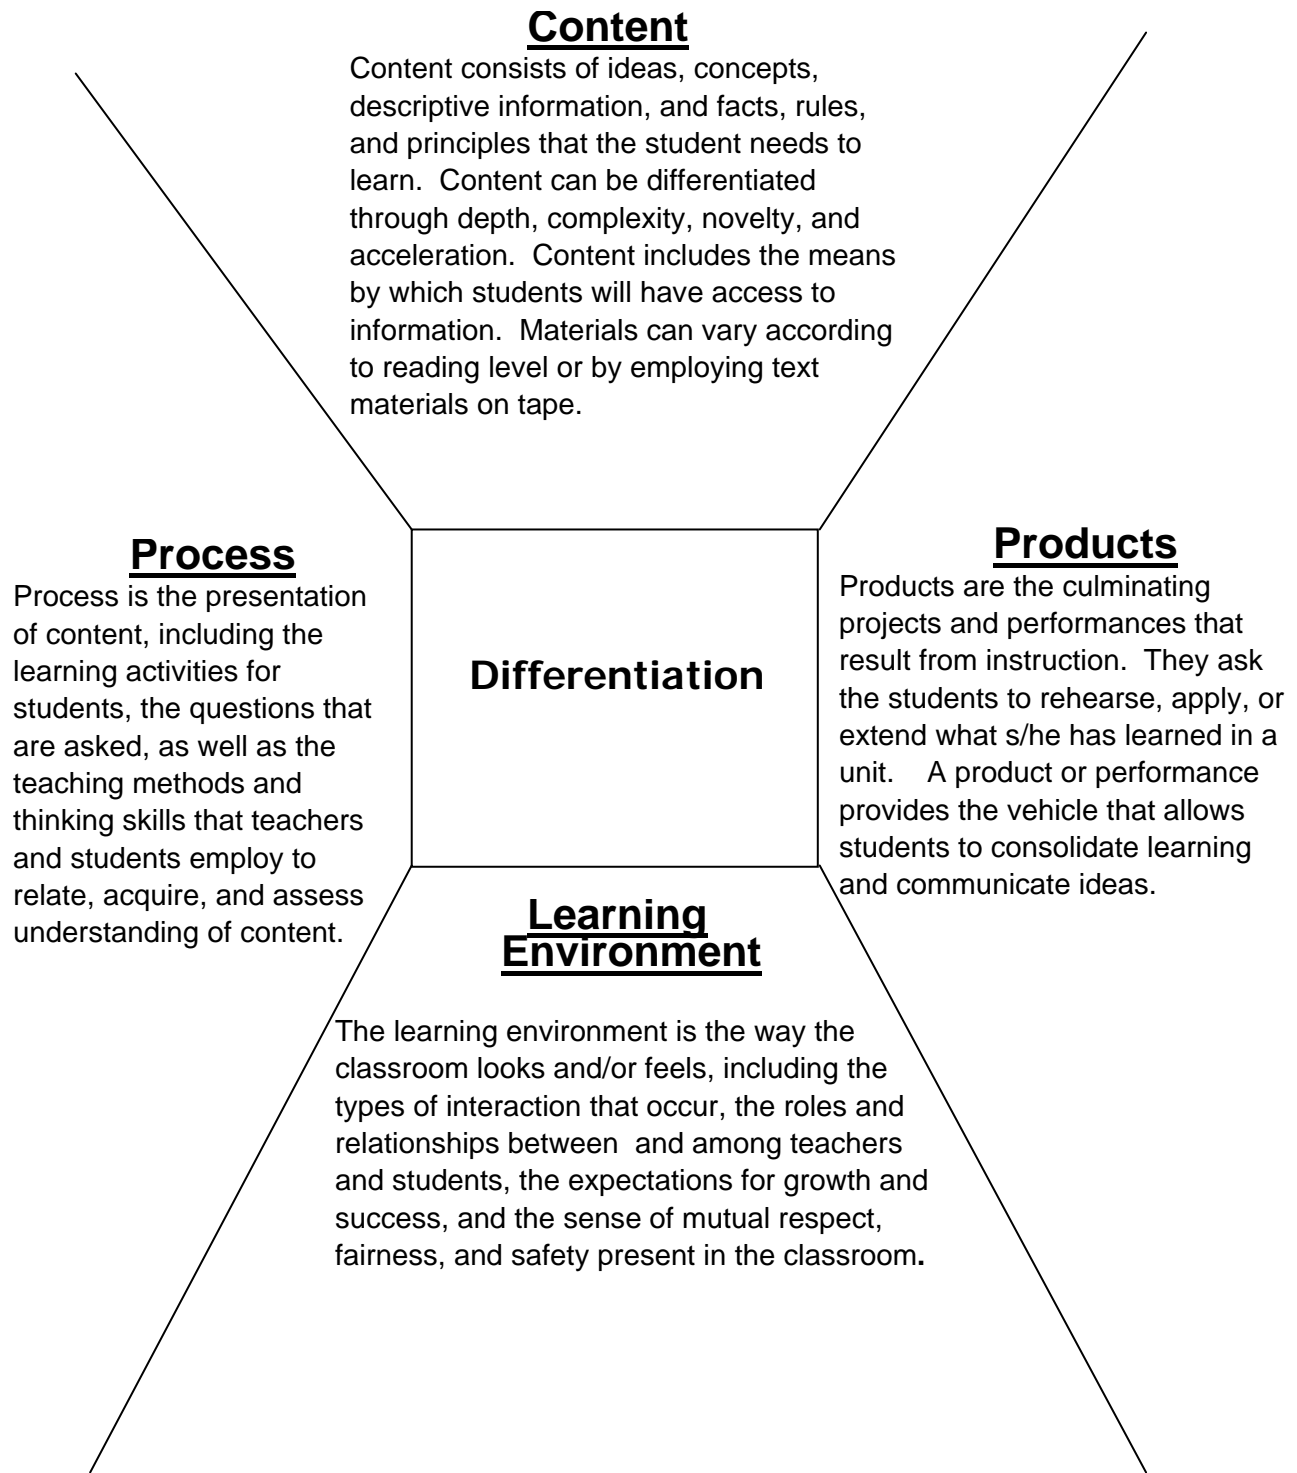 Content
Content consists of ideas, concepts,
descriptive information, and facts, rules,
and principles that the student needs to
learn.  Content can be differentiated
through depth, complexity, novelty, and
acceleration.  Content includes the means
by which students will have access to
information.  Materials can vary according
to reading level or by employing text
materials on tape.
Process
Process is the presentation
of content, including the
learning activities for
students, the questions that
are asked, as well as the
teaching methods and
thinking skills that teachers
and students employ to
relate, acquire, and assess
understanding of content.
Differentiation
Products
Products are the culminating
projects and performances that
result from instruction.  They ask
the students to rehearse, apply, or
extend what s/he has learned in a
unit.    A product or performance
provides the vehicle that allows
students to consolidate learning
and communicate ideas.
Learning
Environment
The learning environment is the way the
classroom looks and/or feels, including the
types of interaction that occur, the roles and
relationships between  and among teachers
and students, the expectations for growth and
success, and the sense of mutual respect,
fairness, and safety present in the classroom.